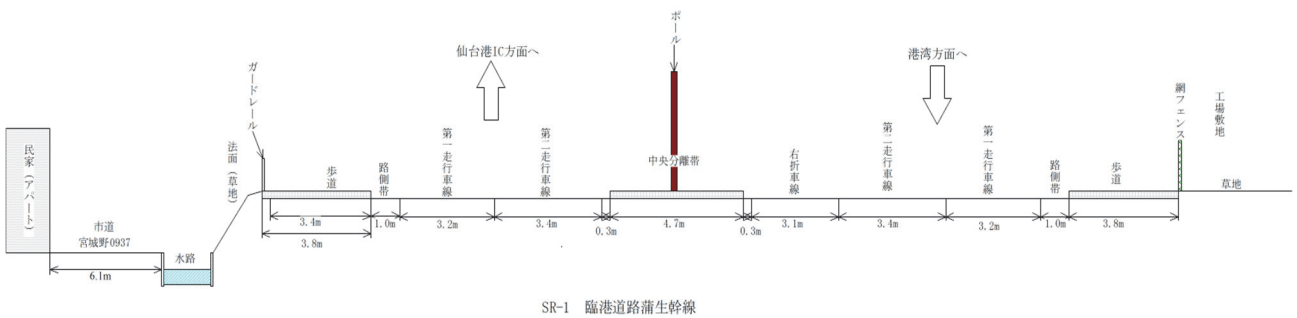 ポール
仙台港IC方面へ
港湾方面へ
ガードレール
網フェンス
工場敷地
民家(アパート)
法面(草地)
歩道
路側帯
第一走行車線
第二走行車線
中央分離帯
右折車線
第二走行車線
第一走行車線
路側帯
歩道
草地
3.4m
1.0m
3.2m
3.4m
0.3m
4.7m
0.3m
3.1m
3.4m
3.2m
1.0m
3.8m
3.8m
市道
宮城野0937
水路
6.1m
SR-1 臨港道路蒲生幹線